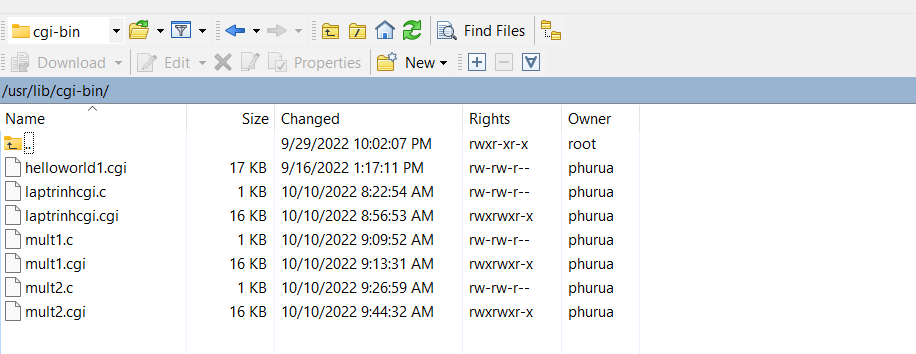 cgi-bin Find Files
Download Edit Properties New
/usr/lib/cgi-bin/
Name Size Changed Rights Owner
.. 9/29/2022 10:02:07 PM rwxr-xr-x root
helloworld1.cgi 17 KB 9/16/2022 1:17:11 PM rw-rw-r-- phurua
laptrinhcgi.c 1 KB 10/10/2022 8:22:54 AM rw-rw-r-- phurua
laptrinhcgi.cgi 16 KB 10/10/2022 8:56:53 AM rwxrwxr-x phurua
mult1.c 1 KB 10/10/2022 9:09:52 AM rw-rw-r-- phurua
mult1.cgi 16 KB 10/10/2022 9:13:31 AM rwxrwxr-x phurua
mult2.c 1 KB 10/10/2022 9:26:59 AM rw-rw-r-- phurua
mult2.cgi 16 KB 10/10/2022 9:44:32 AM rwxrwxr-x phurua